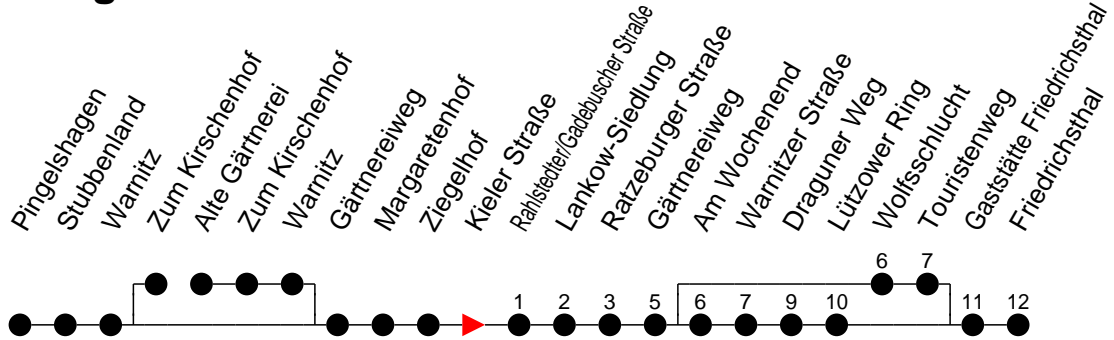 Pingelshagen
Stubbenland
Warnitz
Zum Kirschenhof
Alte Gärtnerei
Zum Kirschenhof
Warnitz
Gärtnereiweg
Margaretenhof
Ziegelhof
Kieler Straße
Rahlstedter/Gadebuscher Straße
Lankow-Siedlung
Ratzeburger Straße
Gärtnereiweg
Am Wochenend
Warnitzer Straße
Draguner Weg
Lützower Ring
Wolfsschlucht
Touristenweg
Gaststätte Friedrichsthal
Friedrichsthal
6 7
1 2 3 5 6 7 9 10 11 12